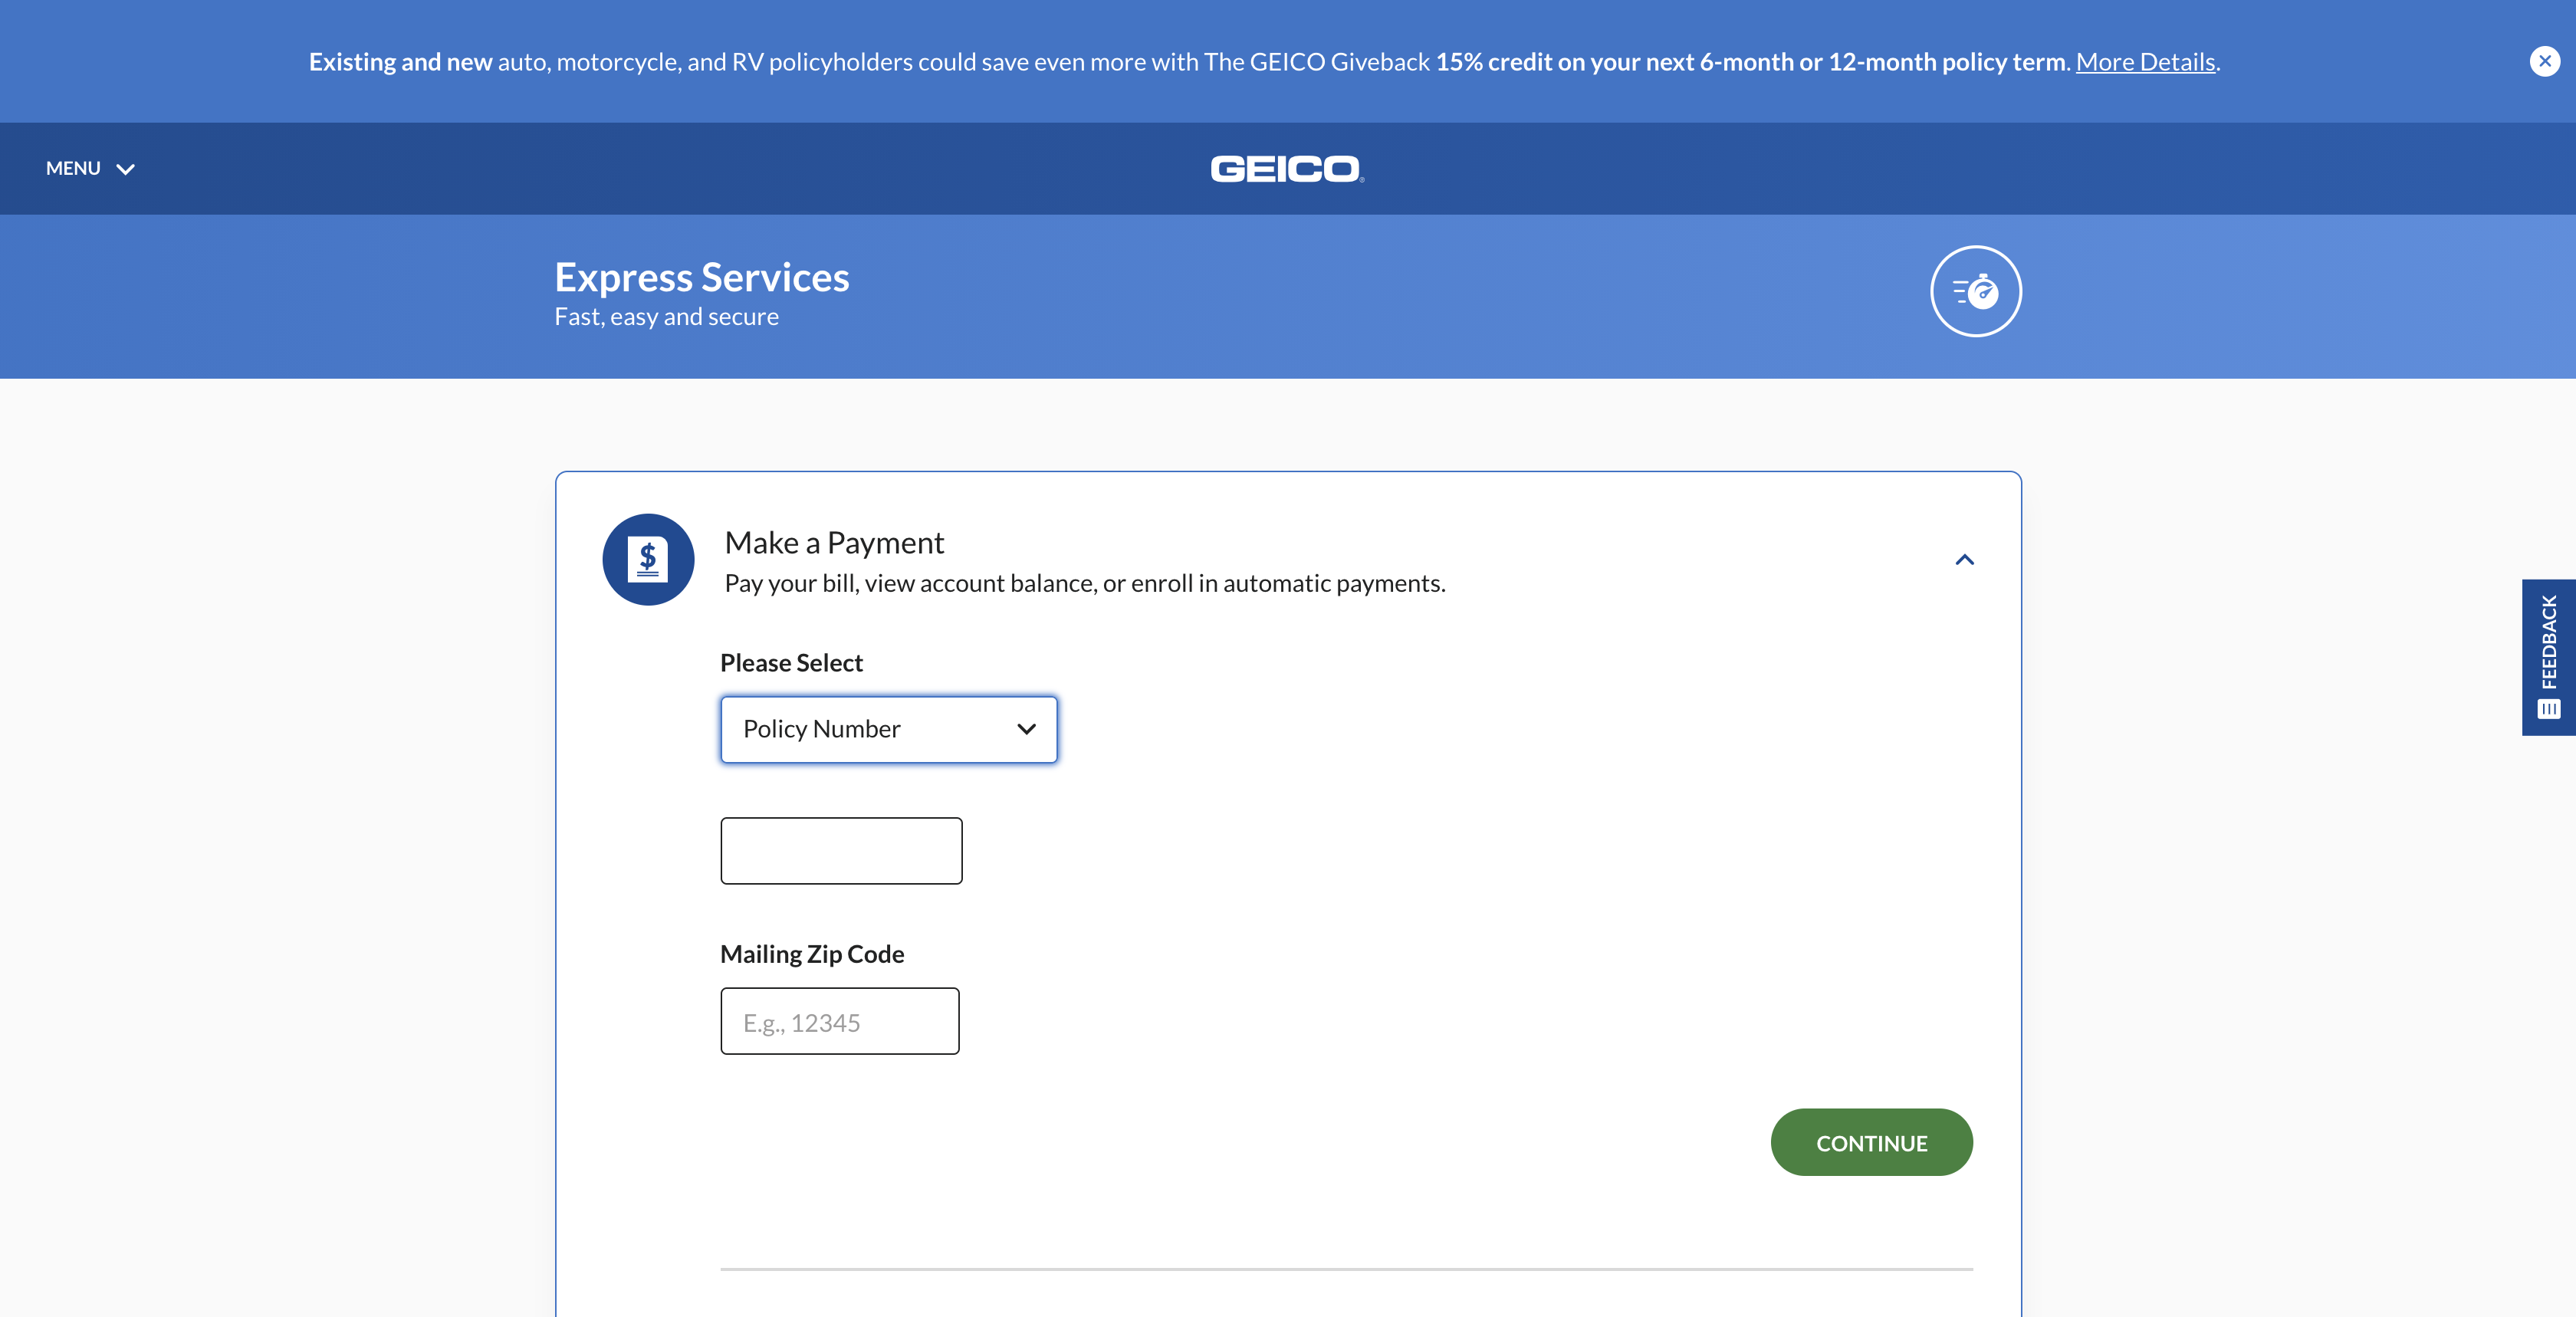 Existing and new auto, motorcycle, and RV policyholders could save even more with The GEICO Giveback 15% credit on your next 6-month or 12-month policy term. More Details.
MENU
GEICO
Express Services
Fast, easy and secure
Make a Payment
Pay your bill, view account balance, or enroll in automatic payments.
Please Select
Policy Number
Mailing Zip Code
E.g., 12345
CONTINUE
FEEDBACK